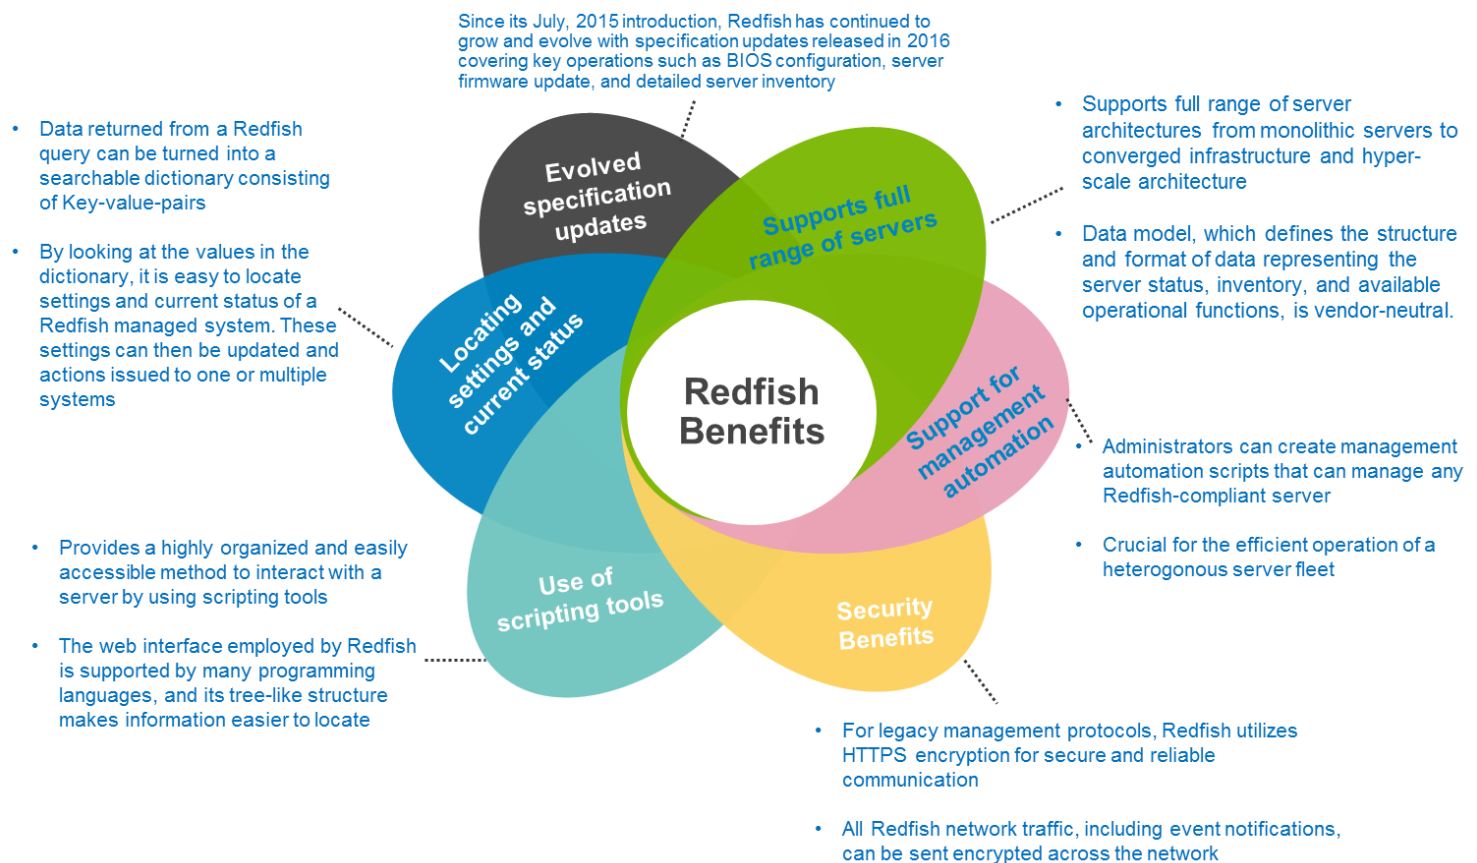 Since its July, 2015 introduction, Redfish has continued to
grow and evolve with specification updates released in 2016
covering key operations such as BIOS configuration, server
firmware update, and detailed server inventory
• Data returned from a Redfish
query can be turned into a
searchable dictionary consisting
of Key-value-pairs
• By looking at the values in the
dictionary, it is easy to locate
settings and current status of a
Redfish managed system. These
settings can then be updated and
actions issued to one or multiple
systems
Evolved
specification
updates
Supports full
range of servers
• Supports full range of server
architectures from monolithic servers to
converged infrastructure and hyper-
scale architecture
• Data model, which defines the structure
and format of data representing the
server status, inventory, and available
operational functions, is vendor-neutral.
Locating
settings and
current status
Redfish
Benefits
Support for
management
automation
• Administrators can create management
automation scripts that can manage any
Redfish-compliant server
• Crucial for the efficient operation of a
heterogonous server fleet
• Provides a highly organized and easily
accessible method to interact with a
server by using scripting tools
• The web interface employed by Redfish
is supported by many programming
languages, and its tree-like structure
makes information easier to locate
Use of
scripting tools
Security
Benefits
• For legacy management protocols, Redfish utilizes
HTTPS encryption for secure and reliable
communication
• All Redfish network traffic, including event notifications,
can be sent encrypted across the network